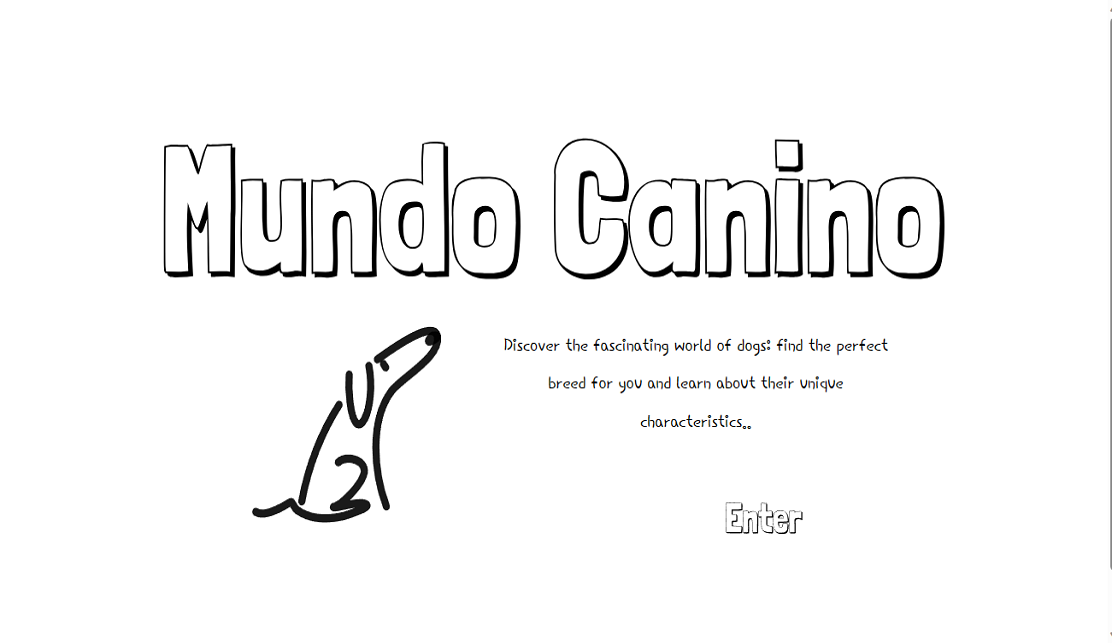 Mundo Canino
Discover the fascinating world of dogs: find the perfect
breed for you and learn about their unique
characteristics..
Enter